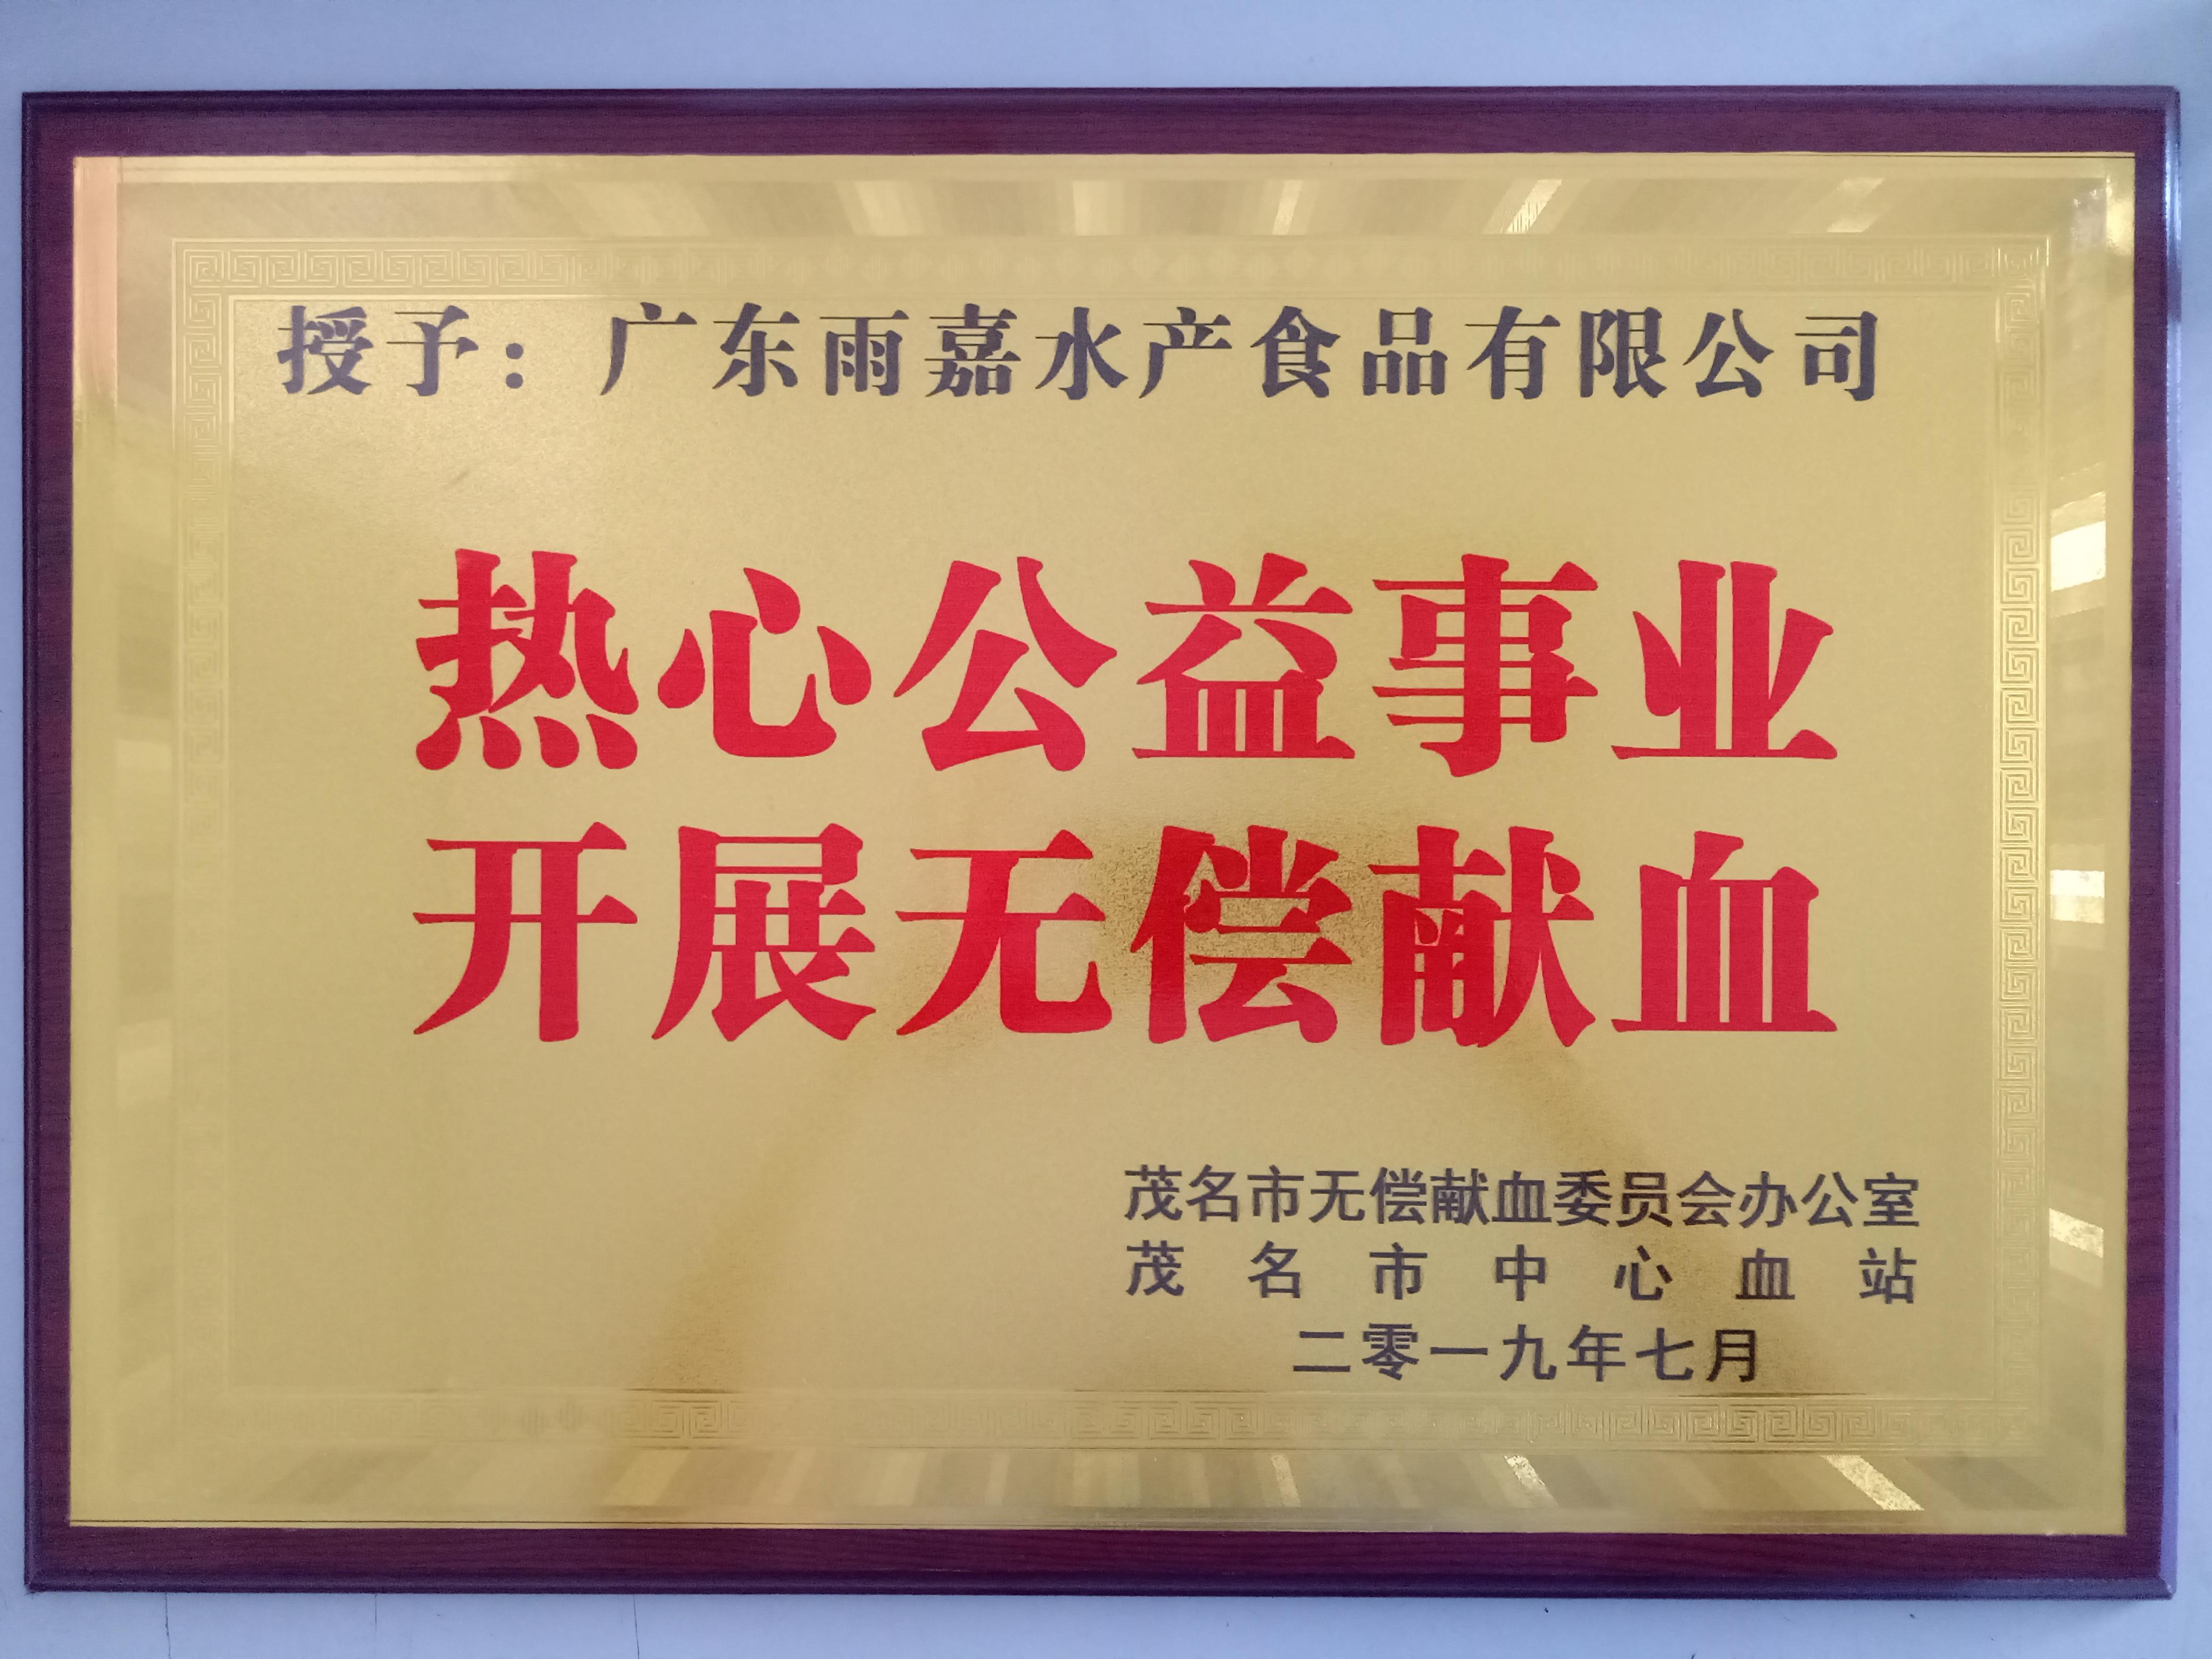 授予：广东雨嘉水产食品有限公司
热心公益事业
开展无偿献血
茂名市无偿献血委员会办公室
茂名市中心血站
二零一九年七月